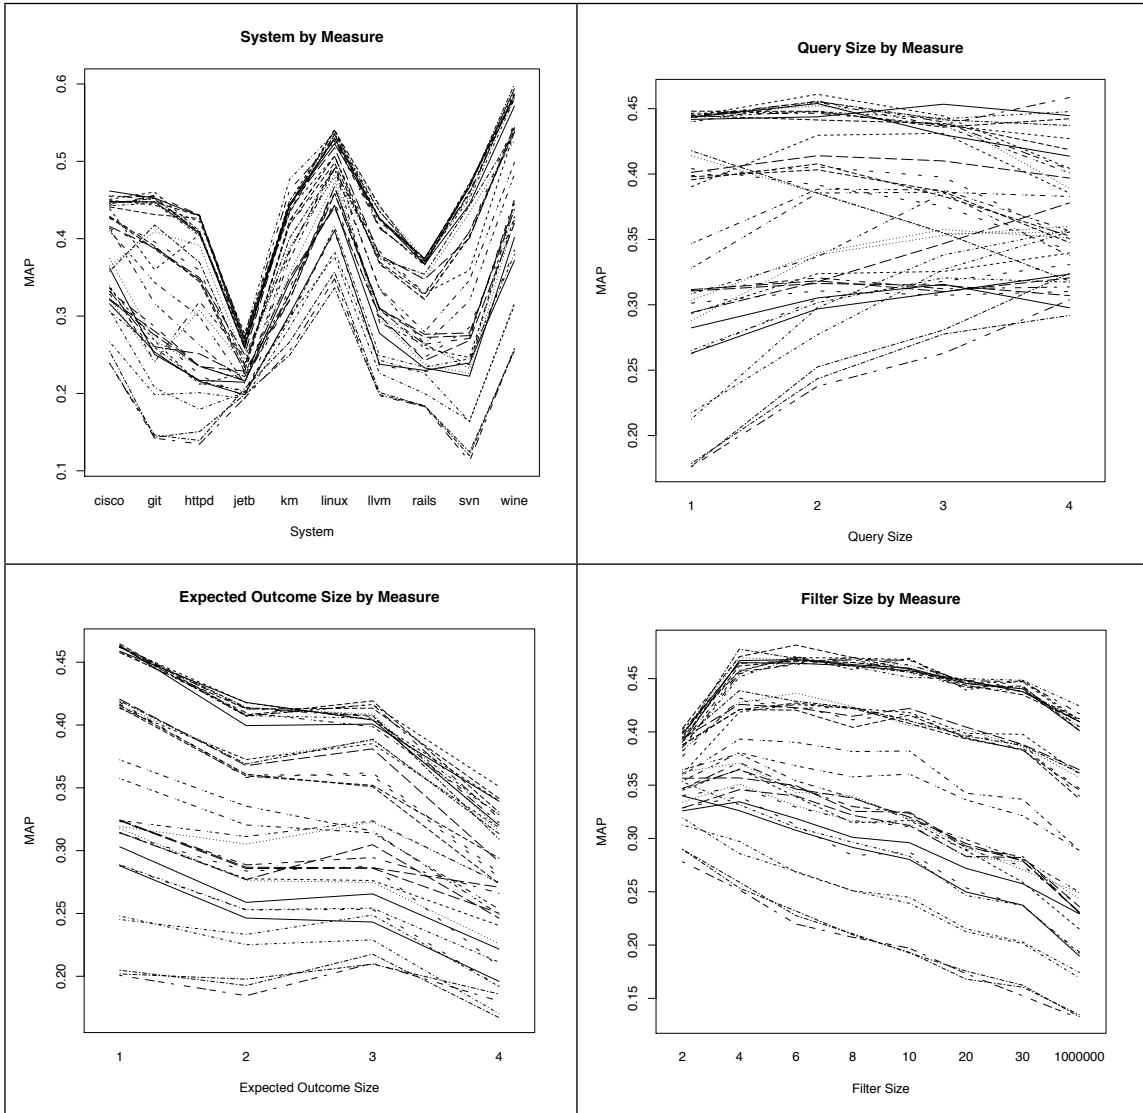 System by Measure
0.6
0.5
0.4
0.3
0.2
0.1
MAP
cisco git httpd jetb km linux llvm rails svn wine
System
Query Size by Measure
0.45
0.40
0.35
0.30
0.25
0.20
MAP
1 2 3 4
Query Size
Expected Outcome Size by Measure
0.45
0.40
0.35
0.30
0.25
0.20
MAP
1 2 3 4
Expected Outcome Size
Filter Size by Measure
0.45
0.40
0.35
0.30
0.25
0.20
0.15
MAP
2 4 6 8 10 20 30 1000000
Filter Size